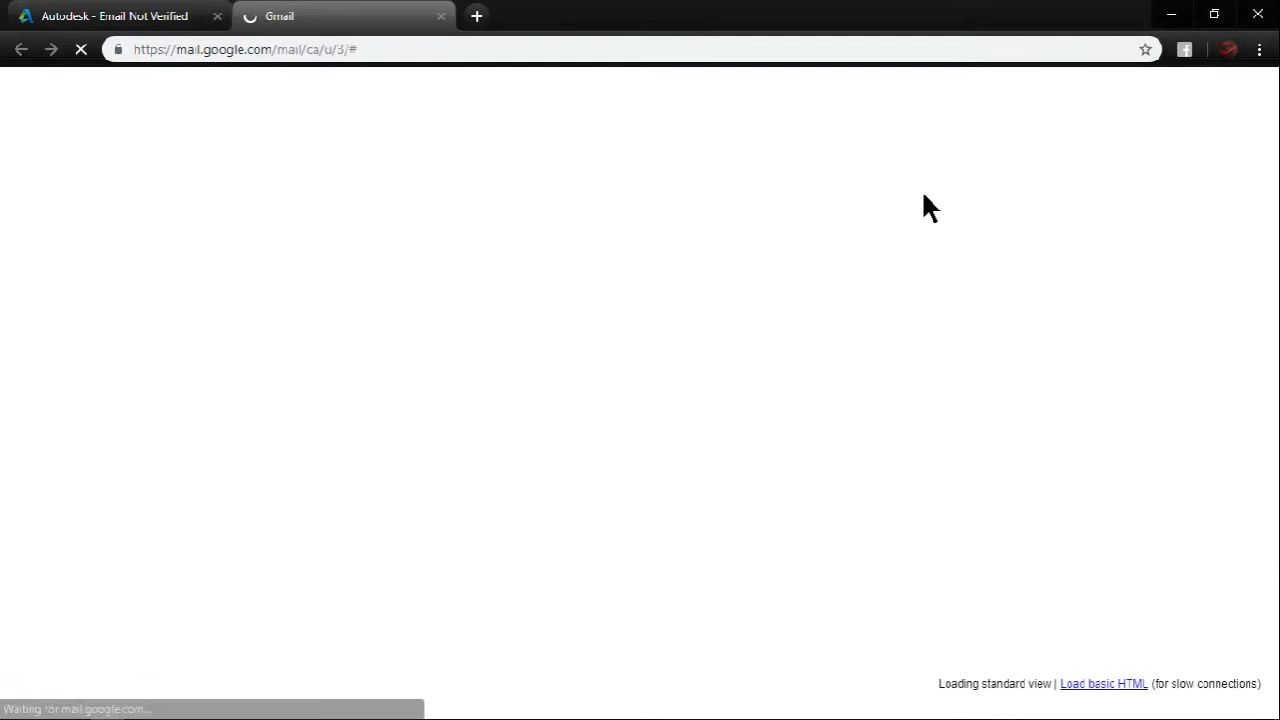 Autodesk - Email Not Verified
Gmail
https://mail.google.com/mail/ca/u/3/#
Loading standard view | Load basic HTML (for slow connections)
Waiting for mail.google.com...